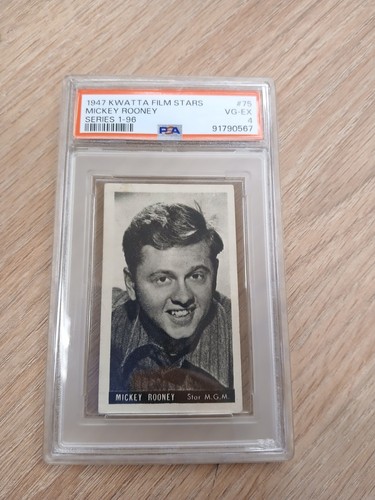 1947 KWATTA FILM STARS #75
MICKEY ROONEY VG-EX
SERIES 1-96 4
PSA 91790567
MICKEY ROONEY Star M.G.M.